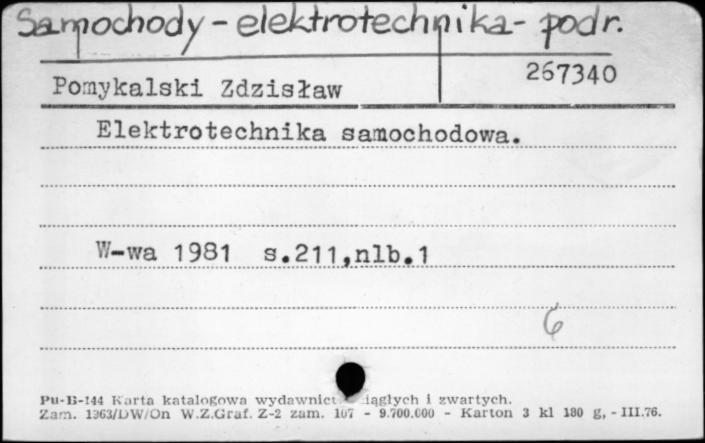 Samochody - elektrotechnika - podr.
Pomykalski Zdzisław 267340
Elektrotechnika samochodowa.
W-wa 1981 s.211,nlb.1
6
Pu-B-144 Karta katalogowa wydawnict ciągłych i zwartych.
Zam. 1363/DW/On W.Z.Graf. Z-2 zam. 107 - 9.700.000 - Karton 3 kl 180 g, - III.76.